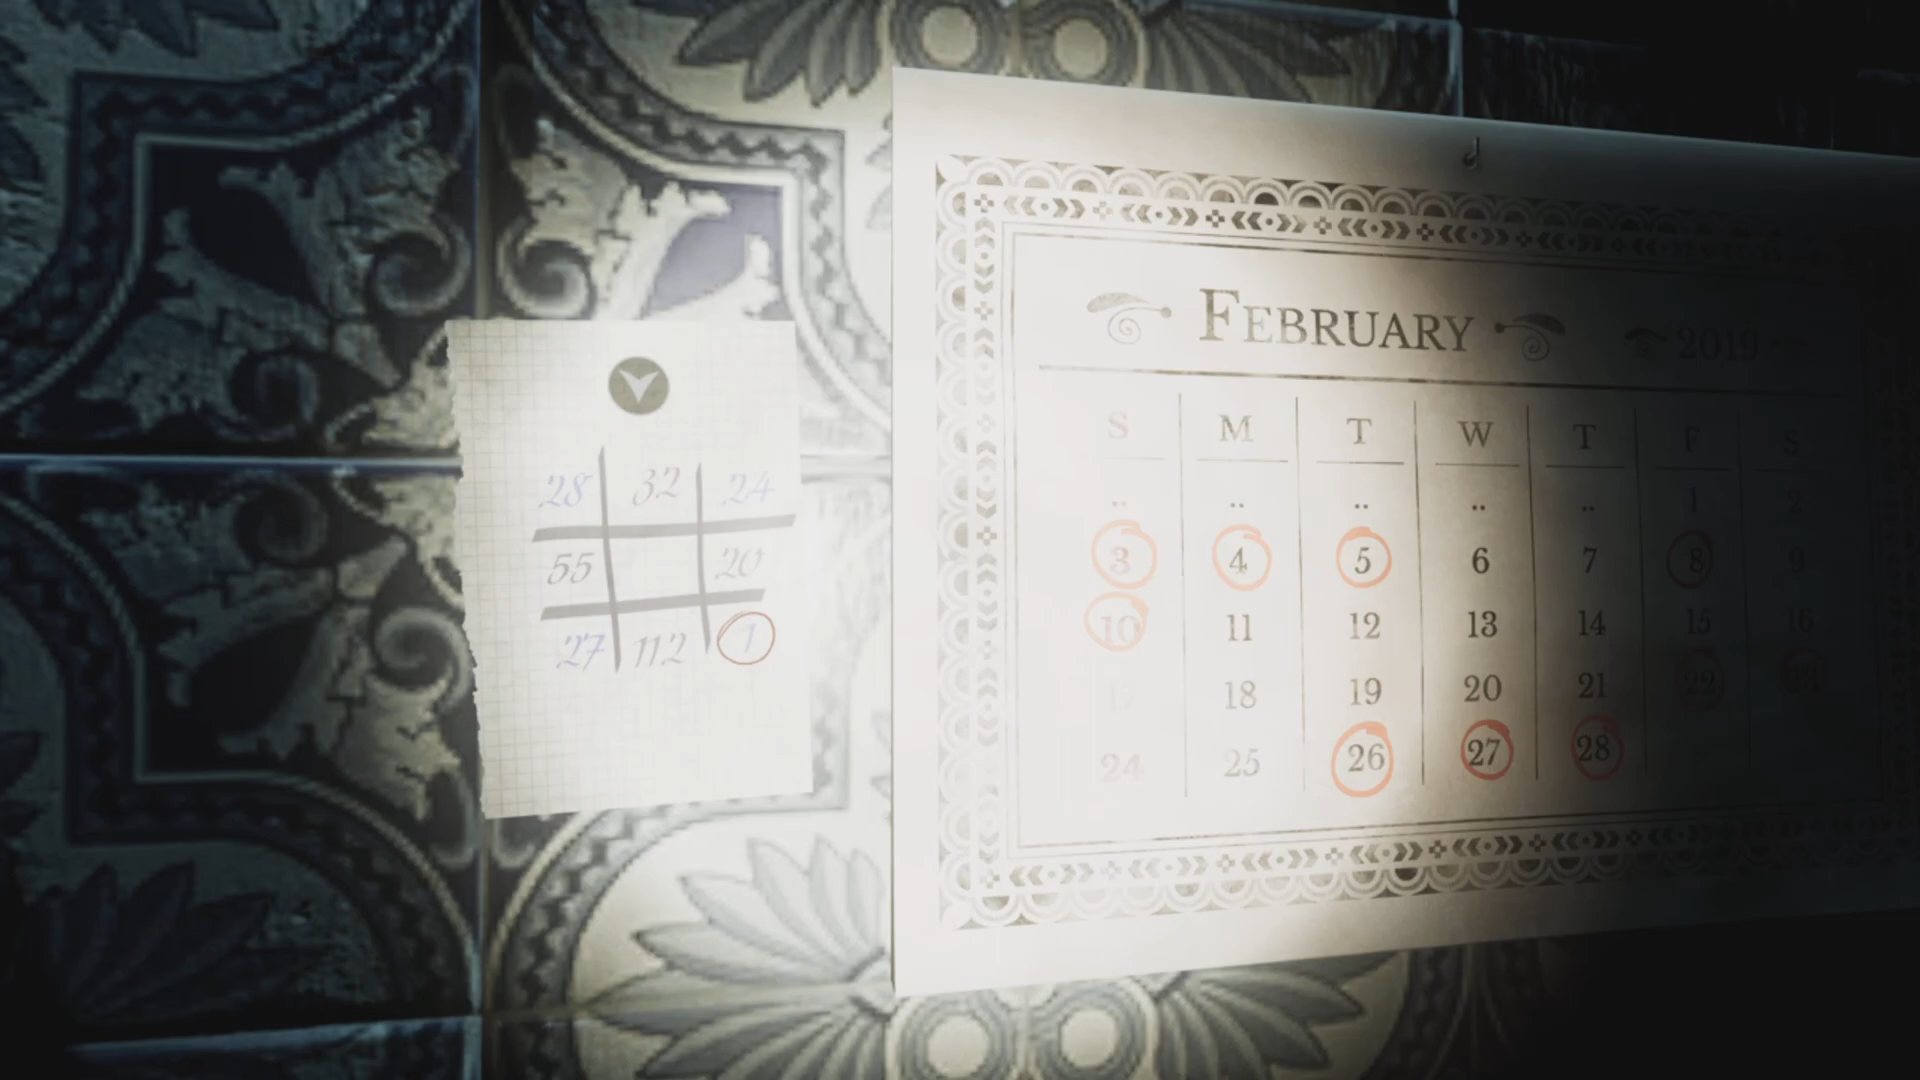 28 32 24
55 20
27 112 1
FEBRUARY 2019
S M T W T F S
.. .. .. .. .. 1 2
3 4 5 6 7 8 9
10 11 12 13 14 15 16
17 18 19 20 21 22
24 25 26 27 28